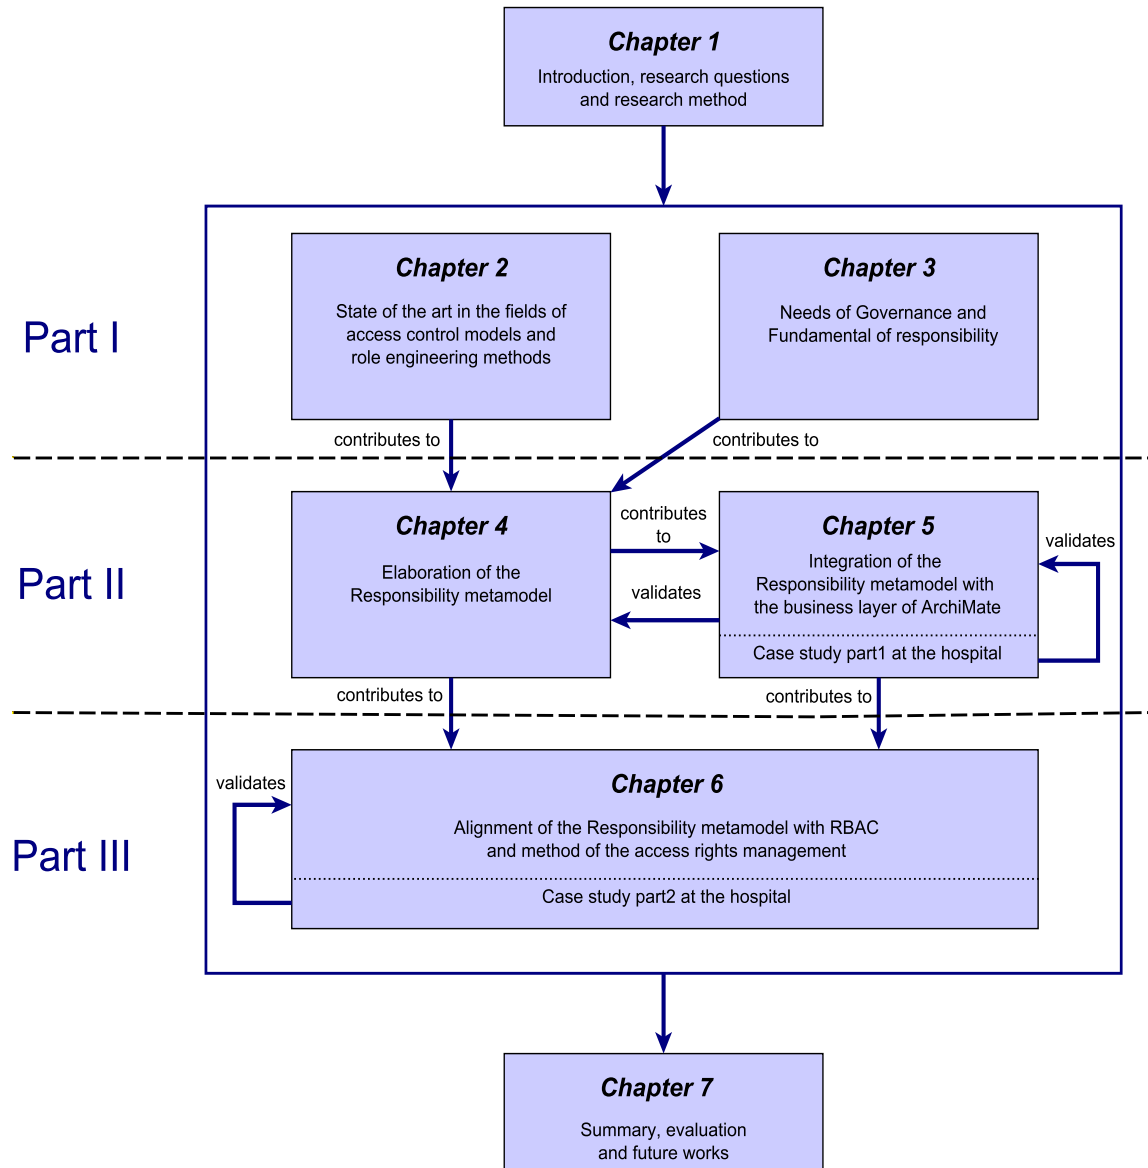 Chapter 1
Introduction, research questions
and research method
Part I
Chapter 2
State of the art in the fields of
access control models and
role engineering methods
Chapter 3
Needs of Governance and
Fundamental of responsibility
contributes to
contributes to
Part II
Chapter 4
Elaboration of the
Responsibility metamodel
contributes
to
validates
Chapter 5
Integration of the
Responsibility metamodel with
the business layer of ArchiMate
Case study part1 at the hospital
validates
contributes to
contributes to
Part III
validates
Chapter 6
Alignment of the Responsibility metamodel with RBAC
and method of the access rights management
Case study part2 at the hospital
Chapter 7
Summary, evaluation
and future works